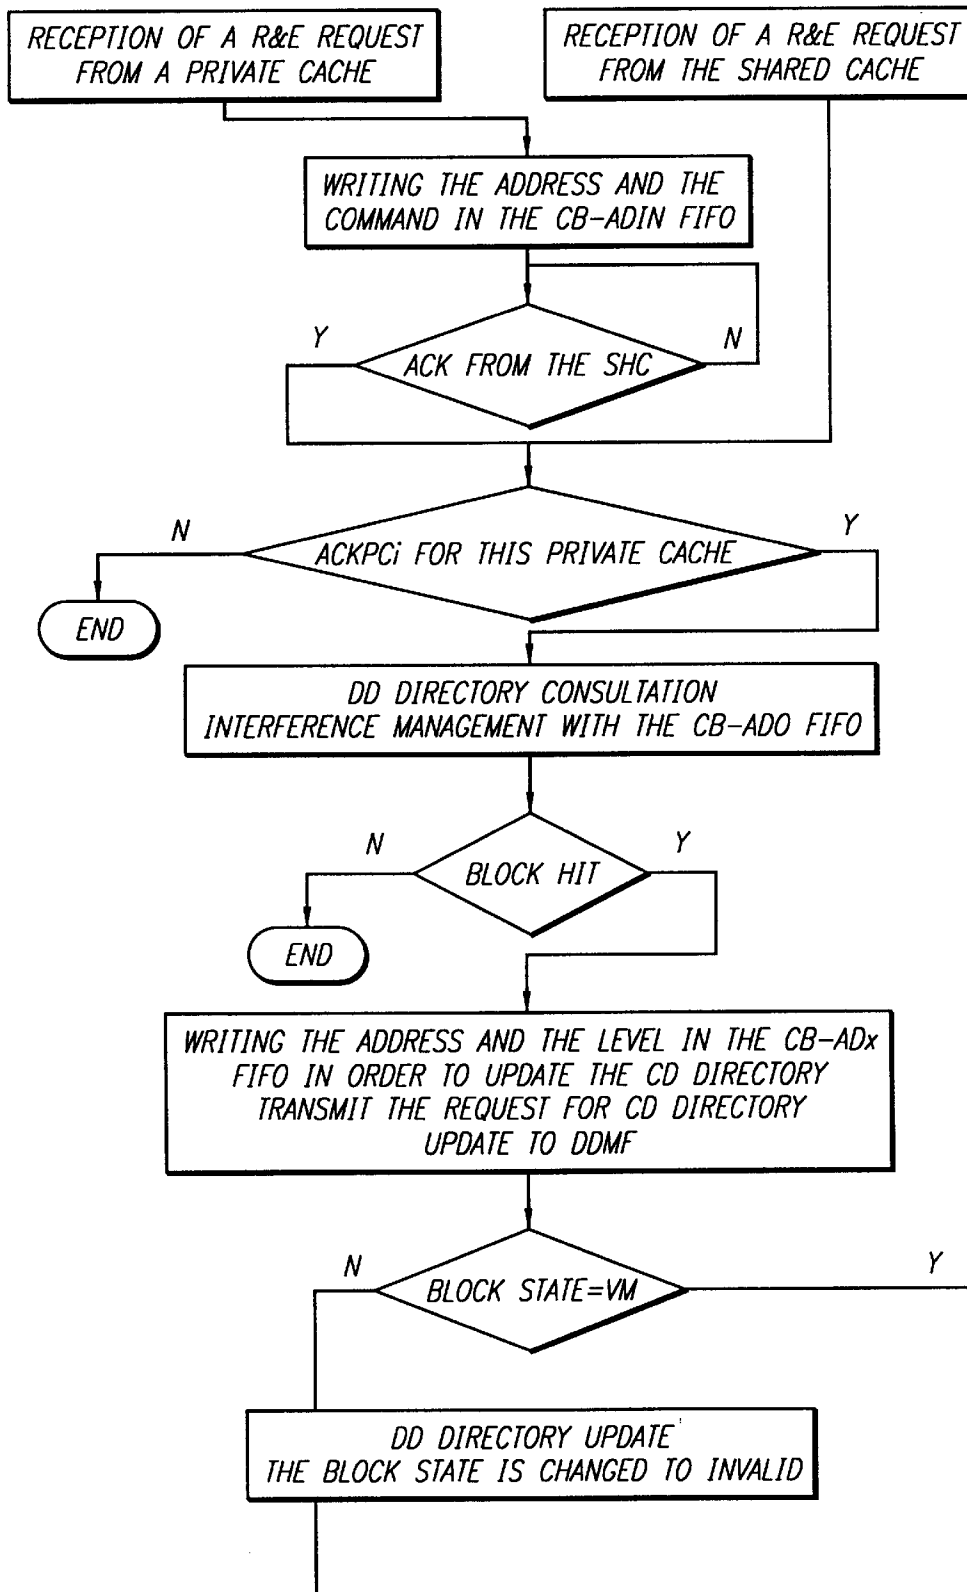 RECEPTION OF A R&E REQUEST
FROM A PRIVATE CACHE
RECEPTION OF A R&E REQUEST
FROM THE SHARED CACHE
WRITING THE ADDRESS AND THE
COMMAND IN THE CB-ADIN FIFO
Y
ACK FROM THE SHC
N
N
ACKPCi FOR THIS PRIVATE CACHE
Y
END
DD DIRECTORY CONSULTATION
INTERFERENCE MANAGEMENT WITH THE CB-ADO FIFO
N
BLOCK HIT
Y
END
WRITING THE ADDRESS AND THE LEVEL IN THE CB-ADx
FIFO IN ORDER TO UPDATE THE CD DIRECTORY
TRANSMIT THE REQUEST FOR CD DIRECTORY
UPDATE TO DDMF
N
BLOCK STATE=VM
Y
DD DIRECTORY UPDATE
THE BLOCK STATE IS CHANGED TO INVALID